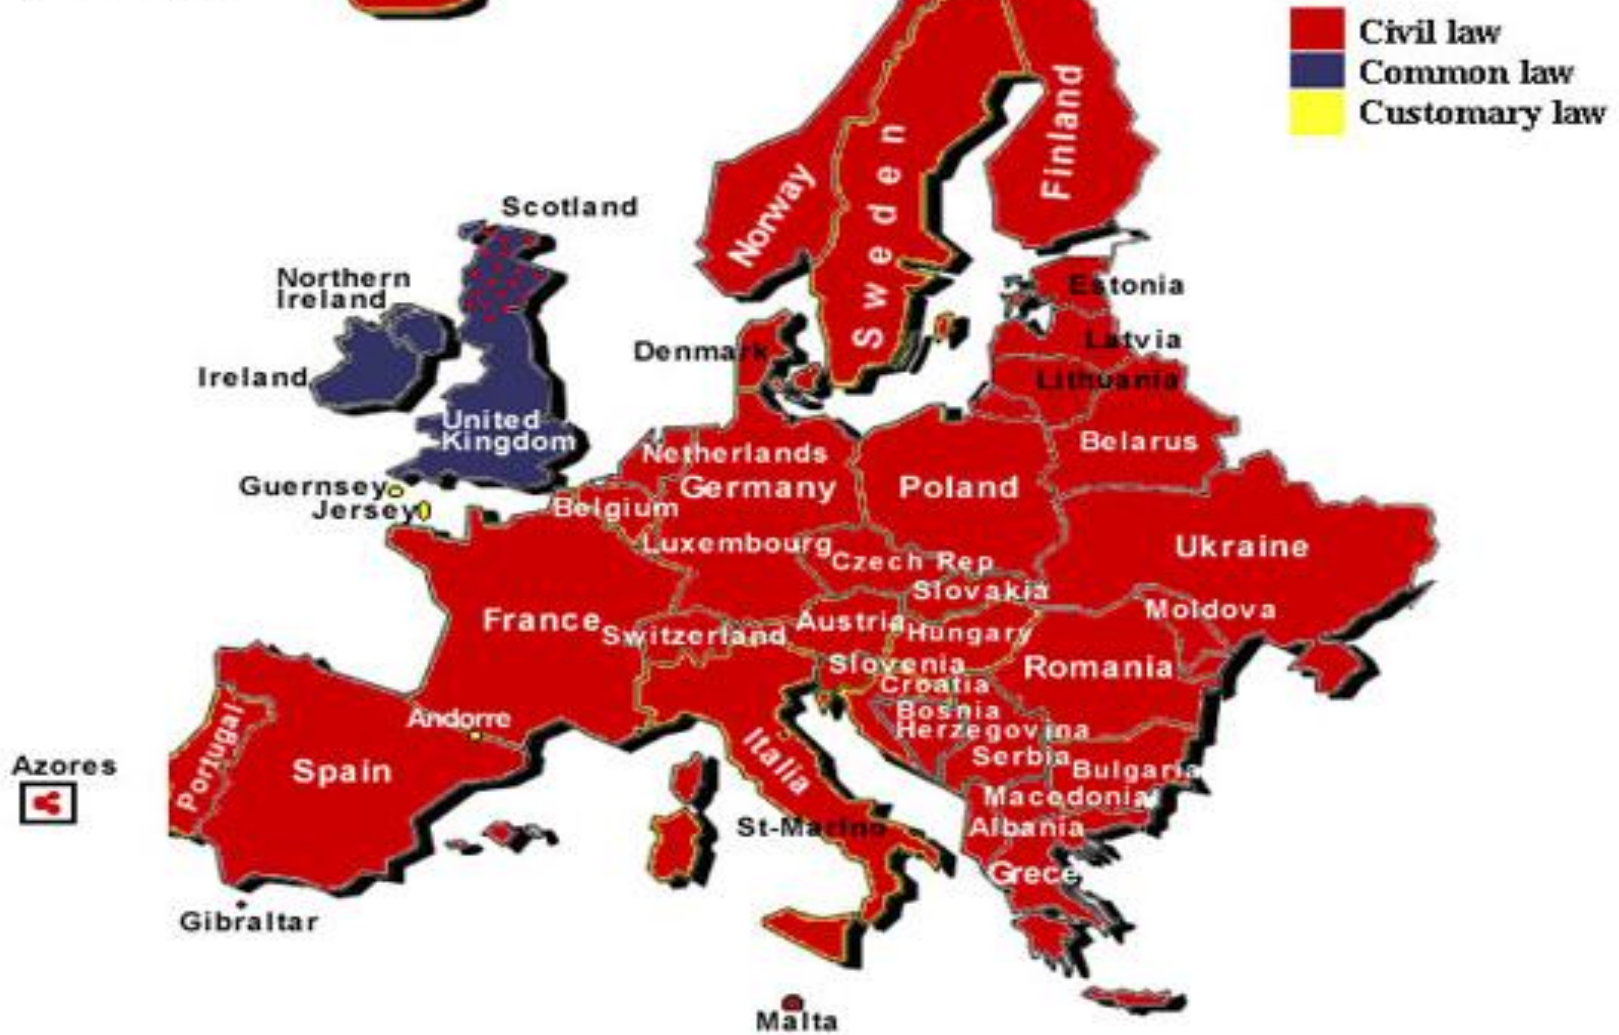 Civil law
Common law
Customary law
Finland
Sweden
Norway
Scotland
Northern
Ireland
Estonia
Latvia
Denmark
Ireland
Lithuania
United
Kingdom
Belarus
Netherlands
Guernsey
Germany
Poland
Jersey
Belgium
Luxembourg
Ukraine
Czech Rep
Slovakia
Moldova
France
Switzerland
Austria
Hungary
Slovenia
Romania
Croatia
Andorre
Bosnia
Herzegovina
Portugal
Italia
Serbia
Azores
Spain
Bulgaria
Macedonia
St-Marino
Albania
Grece
Gibraltar
Malta